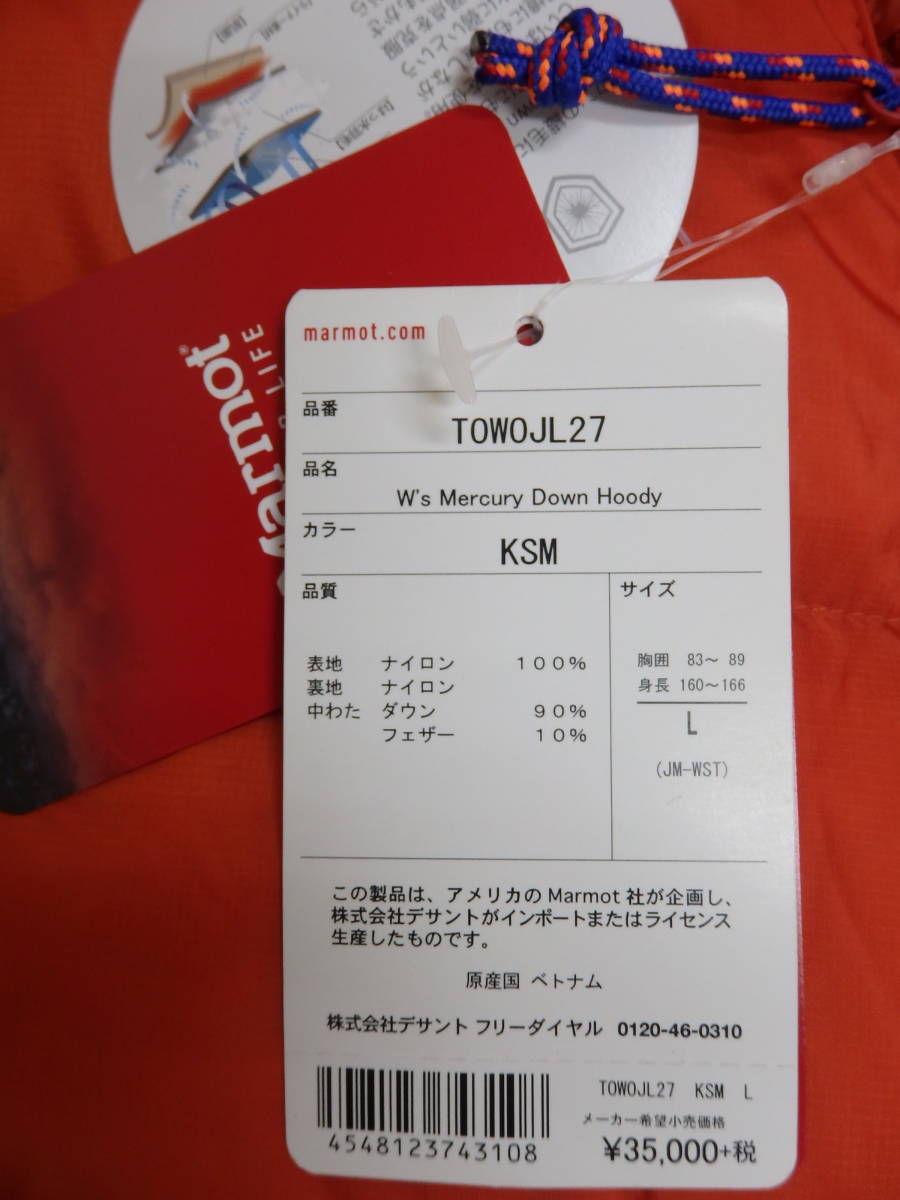 marmot.com
品番
TOWOJL27
品名
W's Mercury Down Hoody
カラー
KSM
品質
表地 ナイロン 100%
裏地 ナイロン
中わた ダウン 90%
フェザー 10%
サイズ
胸囲 83～ 89
身長 160～166
L
(JM-WST)
この製品は、アメリカのMarmot 社が企画し、
株式会社デサントがインポートまたはライセンス
生産したものです。
原産国 ベトナム
株式会社デサント フリーダイヤル 0120-46-0310
TOWOJL27 KSM L
メーカー希望小売価格
¥35,000+税
4548123743108
armot
LIFE